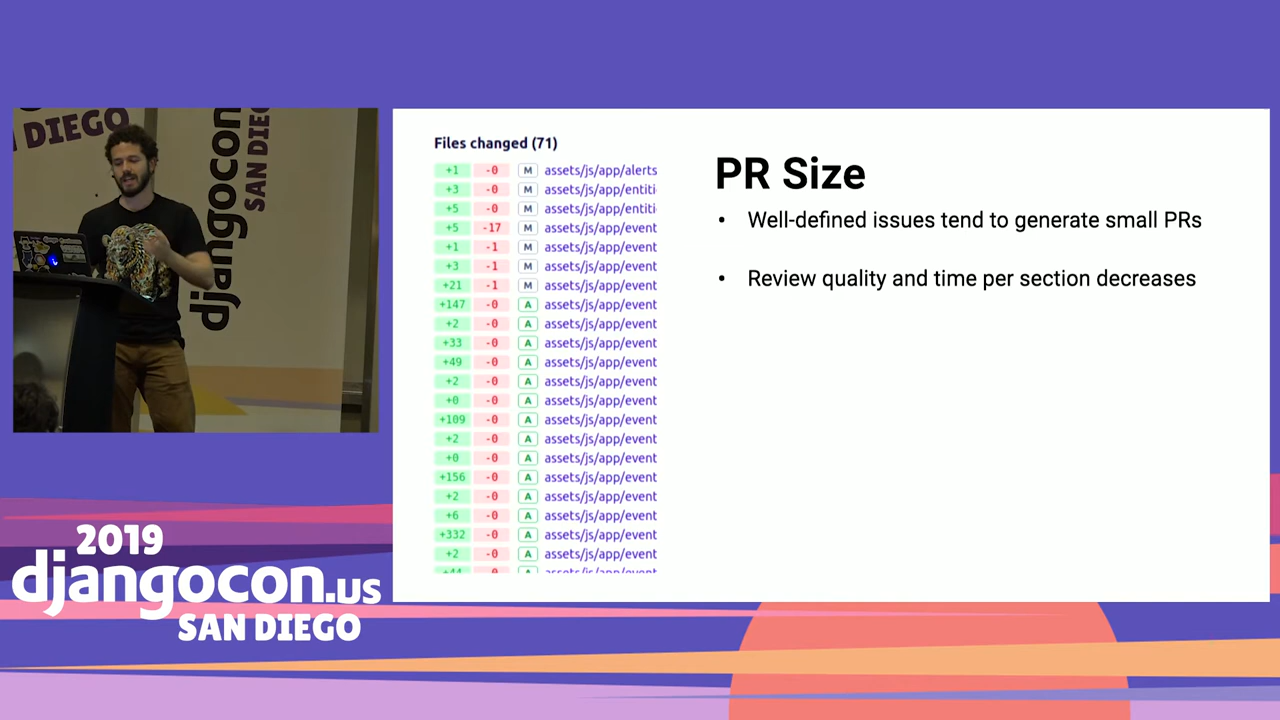 DIEGO
djangocon
SAN DIEG
Files changed (71)
+1 -0 M assets/js/app/alerts
+3 -0 M assets/js/app/entiti
+5 -0 M assets/js/app/entiti
+5 -17 M assets/js/app/event
+1 -1 M assets/js/app/event
+3 -1 M assets/js/app/event
+21 -1 M assets/js/app/event
+147 -0 A assets/js/app/event
+2 -0 A assets/js/app/event
+33 -0 A assets/js/app/event
+49 -0 A assets/js/app/event
+2 -0 A assets/js/app/event
+0 -0 A assets/js/app/event
+109 -0 A assets/js/app/event
+2 -0 A assets/js/app/event
+0 -0 A assets/js/app/event
+156 -0 A assets/js/app/event
+2 -0 A assets/js/app/event
+6 -0 A assets/js/app/event
+332 -0 A assets/js/app/event
+2 -0 A assets/js/app/event
PR Size
• Well-defined issues tend to generate small PRs
• Review quality and time per section decreases
2019
djangocon.us
SAN DIEGO